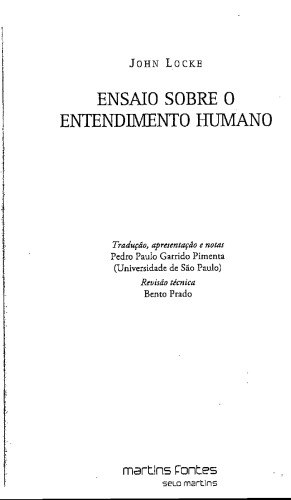 JOHN LOCKE
ENSAIO SOBRE O
ENTENDIMENTO HUMANO
Tradução, apresentação e notas
Pedro Paulo Garrido Pimenta
(Universidade de São Paulo)
Revisão técnica
Bento Prado
martins fontes
selo martins